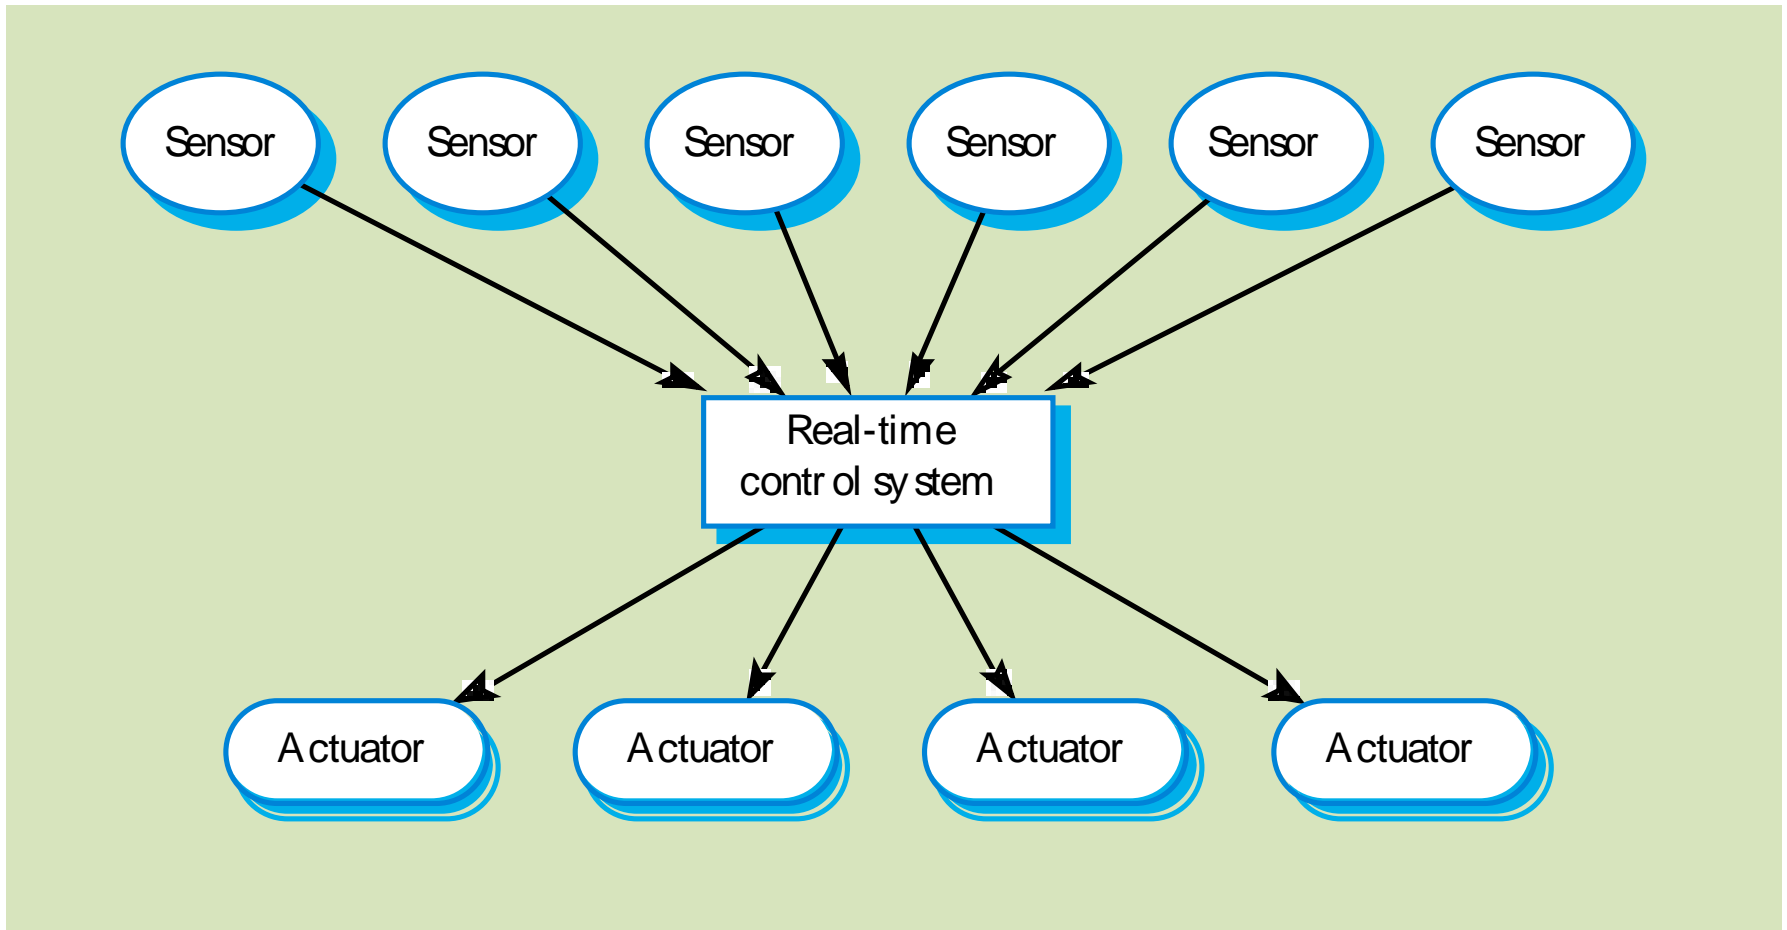 Sensor
Sensor
Sensor
Sensor
Sensor
Sensor
Real-time
control system
Actuator
Actuator
Actuator
Actuator